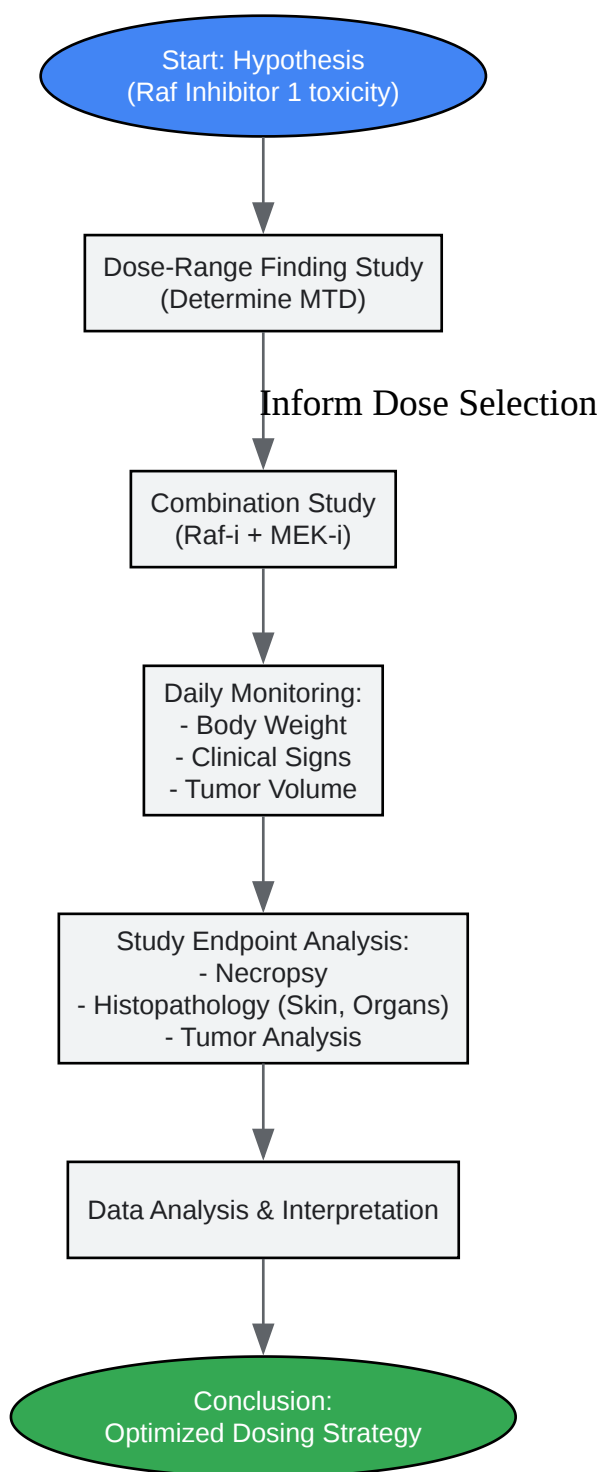 Start: Hypothesis
(Raf Inhibitor 1 toxicity)
Dose-Range Finding Study
(Determine MTD)
Inform Dose Selection
Combination Study
(Raf-i + MEK-i)
Daily Monitoring:
- Body Weight
- Clinical Signs
- Tumor Volume
Study Endpoint Analysis:
- Necropsy
- Histopathology (Skin, Organs)
- Tumor Analysis
Data Analysis & Interpretation
Conclusion:
Optimized Dosing Strategy